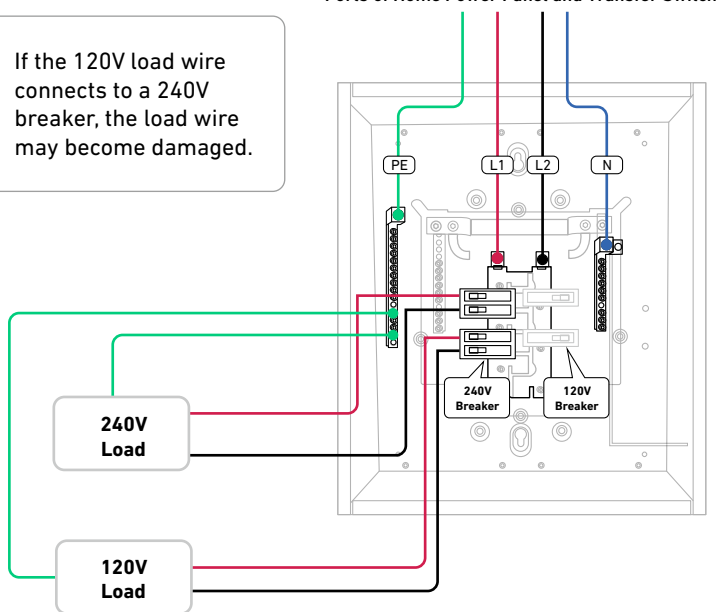 Ports of Home Power Panel and Transfer Switch
If the 120V load wire
connects to a 240V
breaker, the load wire
may become damaged.
PE
L1
L2
N
240V
Breaker
120V
Breaker
240V
Load
120V
Load